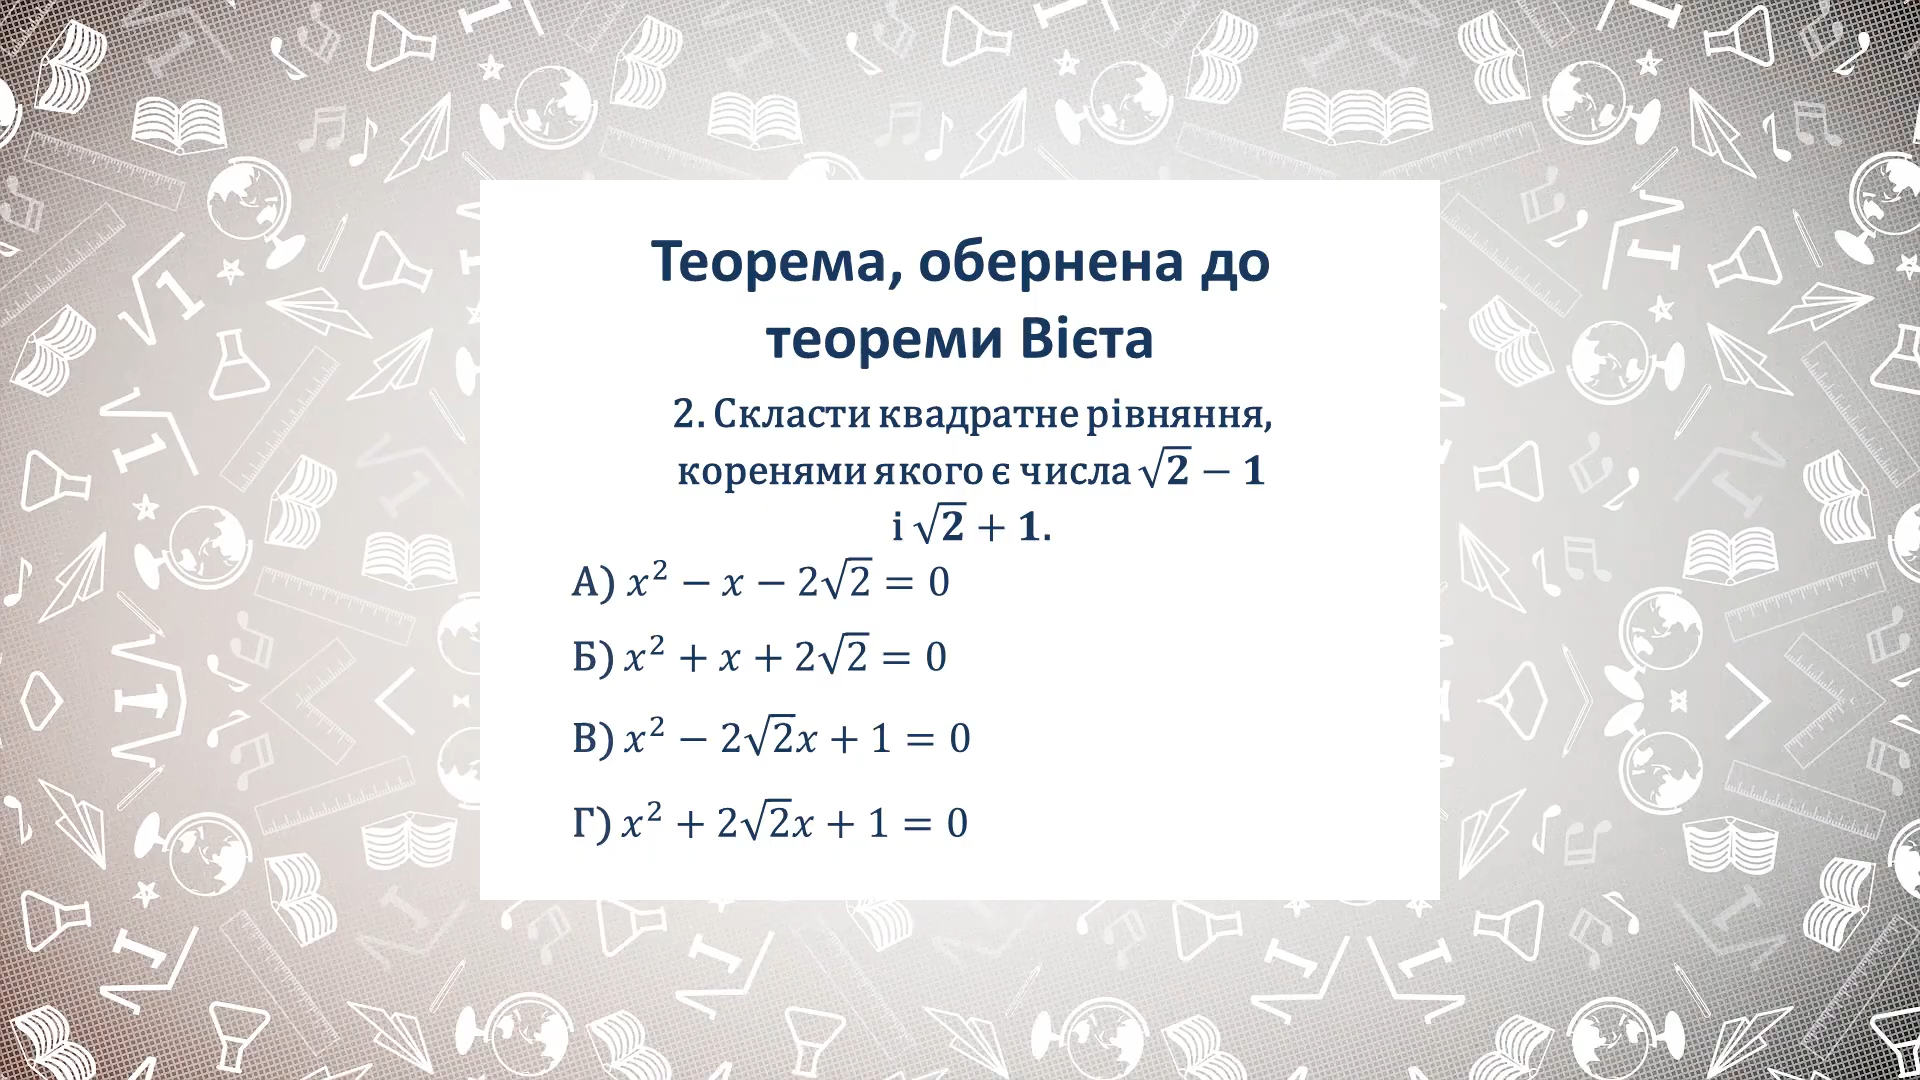 Теорема, обернена до
теореми Вієта
2. Скласти квадратне рівняння,
коренями якого є числа √2 − 1
і √2 + 1.
А) x² − x − 2√2 = 0
Б) x² + x + 2√2 = 0
В) x² − 2√2x + 1 = 0
Г) x² + 2√2x + 1 = 0